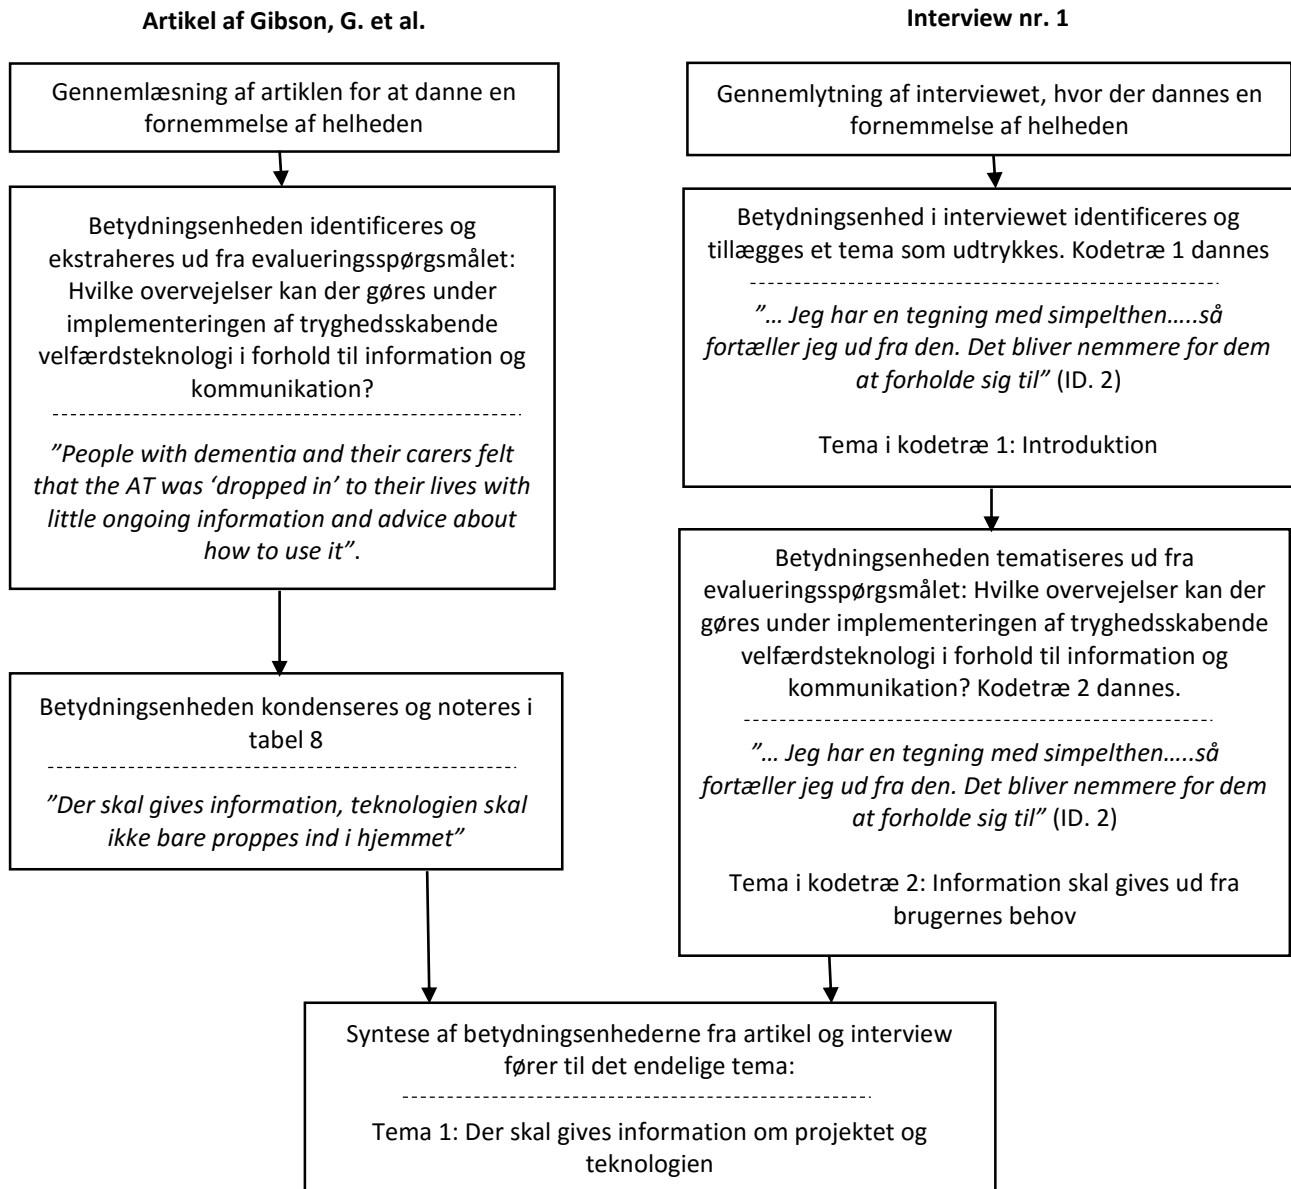 Artikel af Gibson, G. et al.
Gennemlæsning af artiklen for at danne en
fornemmelse af helheden
Betydningsenheden identificeres og
ekstraheres ud fra evalueringsspørgsmålet:
Hvilke overvejelser kan der gøres under
implementeringen af tryghedsskabende
velfærdsteknologi i forhold til information og
kommunikation?
”People with dementia and their carers felt
that the AT was ‘dropped in’ to their lives with
little ongoing information and advice about
how to use it”.
Betydningsenheden kondenseres og noteres i
tabel 8
”Der skal gives information, teknologien skal
ikke bare proppes ind i hjemmet”
Interview nr. 1
Gennemlytning af interviewet, hvor der dannes en
fornemmelse af helheden
Betydningsenhed i interviewet identificeres og
tillægges et tema som udtrykkes. Kodetræ 1 dannes
”… Jeg har en tegning med simpelthen…..så
fortæller jeg ud fra den. Det bliver nemmere for dem
at forholde sig til” (ID. 2)
Tema i kodetræ 1: Introduktion
Betydningsenheden tematiseres ud fra
evalueringsspørgsmålet: Hvilke overvejelser kan der
gøres under implementeringen af tryghedsskabende
velfærdsteknologi i forhold til information og
kommunikation? Kodetræ 2 dannes.
”… Jeg har en tegning med simpelthen…..så
fortæller jeg ud fra den. Det bliver nemmere for dem
at forholde sig til” (ID. 2)
Tema i kodetræ 2: Information skal gives ud fra
brugernes behov
Syntese af betydningsenhederne fra artikel og interview
fører til det endelige tema:
Tema 1: Der skal gives information om projektet og
teknologien